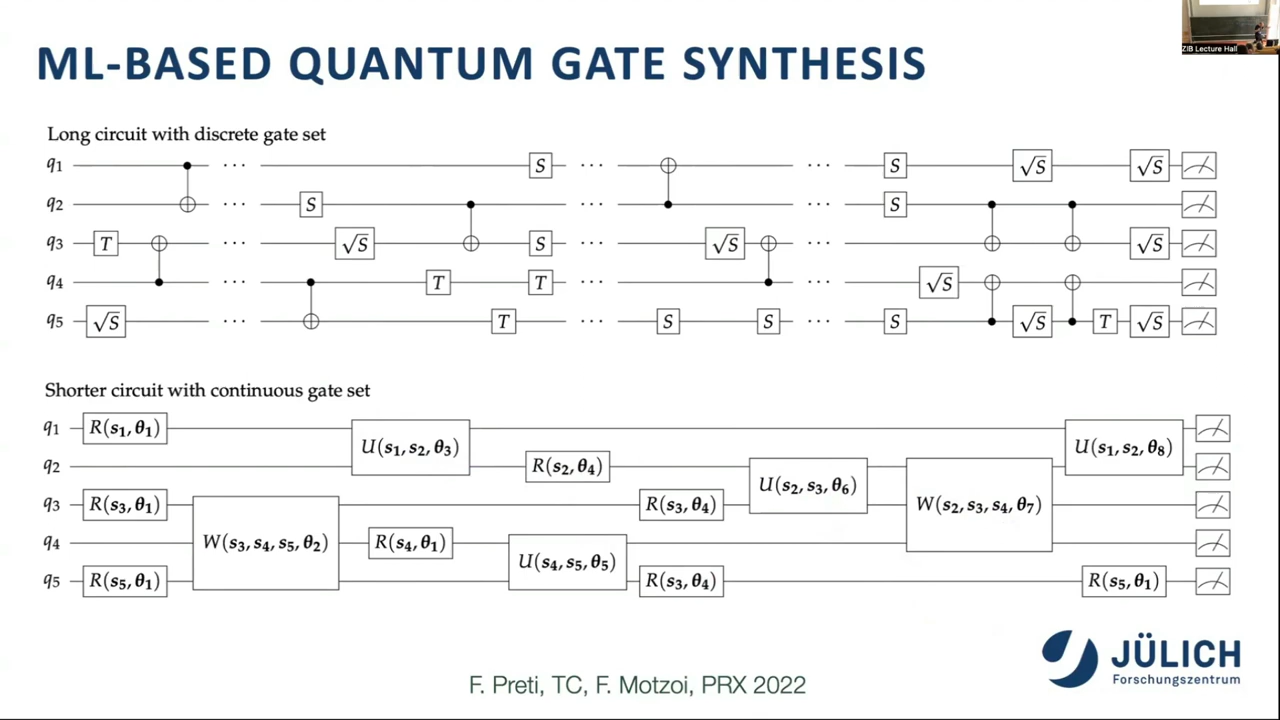 ZIB Lecture Hall
ML-BASED QUANTUM GATE SYNTHESIS
Long circuit with discrete gate set
q1 ··· S ··· ··· S √S √S
q2 ··· S ··· ··· S
q3 T ··· √S S ··· √S ··· √S
q4 ··· T T ··· ··· √S
q5 √S ··· T ··· S S ··· S √S T √S
Shorter circuit with continuous gate set
q1 R(s1, θ1) U(s1, s2, θ3) U(s1, s2, θ8)
q2 R(s2, θ4) U(s2, s3, θ6)
q3 R(s3, θ1) R(s3, θ4) W(s2, s3, s4, θ7)
q4 W(s3, s4, s5, θ2) R(s4, θ1) U(s4, s5, θ5)
q5 R(s5, θ1) R(s3, θ4) R(s5, θ1)
JÜLICH
Forschungszentrum
F. Preti, TC, F. Motzoi, PRX 2022